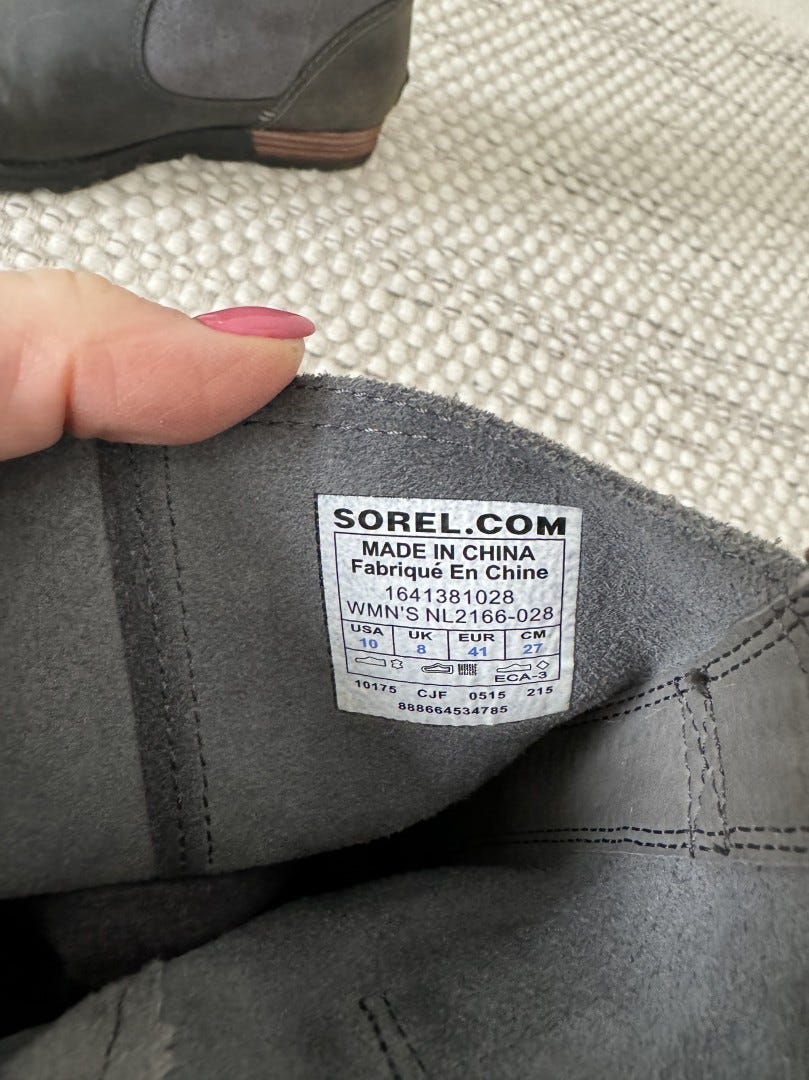 SOREL.COM
MADE IN CHINA
Fabriqué En Chine
1641381028
WMN'S NL2166-028
USA UK EUR CM
10 8 41 27
ECA-3
10175 CJF 0515 215
888664534785